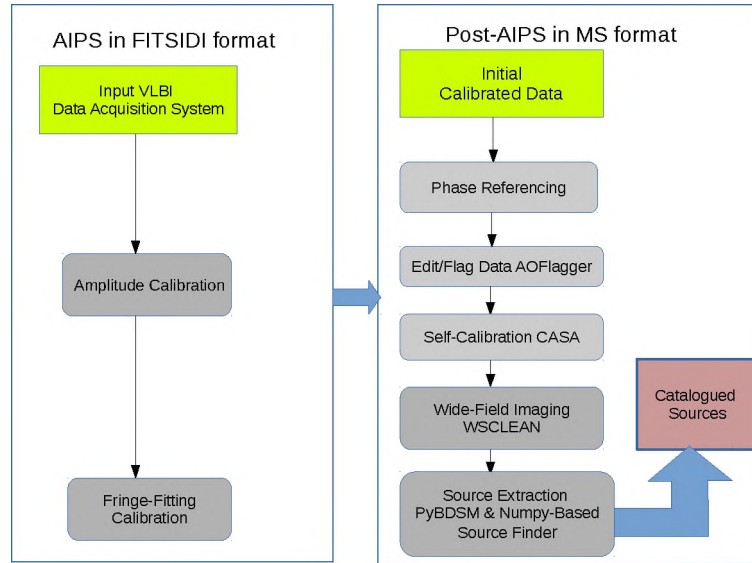 AIPS in FITSIDI format
Input VLBI
Data Acquisition System
Amplitude Calibration
Fringe-Fitting
Calibration
Post-AIPS in MS format
Initial
Calibrated Data
Phase Referencing
Edit/Flag Data AOFlagger
Self-Calibration CASA
Wide-Field Imaging
WSCLEAN
Source Extraction
PyBDSM & Numpy-Based
Source Finder
Catalogued
Sources